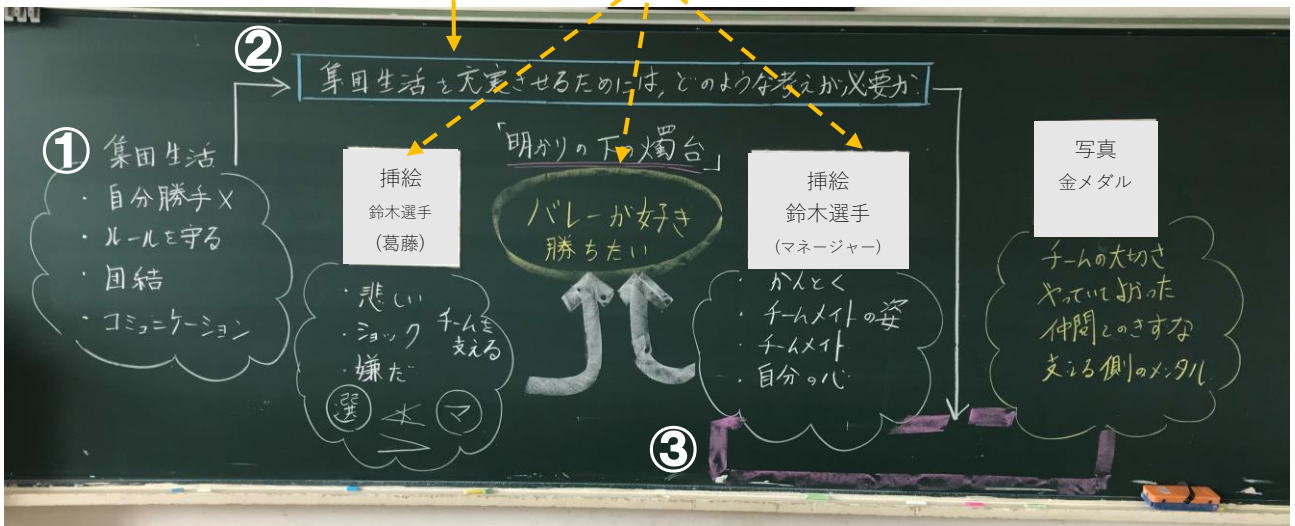 ②
集団生活を充実させるためには,どのような考えが必要か.
①
集団生活
・自分勝手×
・ルールを守る
・団結
・コミュニケーション
挿絵
鈴木選手
(葛藤)
・悲しい
・ショック
・嫌だ
チームを
支える
選
マ
「明かりの下の燭台」
バレーが好き
勝ちたい
挿絵
鈴木選手
(マネージャー)
・かんとく
・チームメイトの姿
・チームメイト
・自分の心
写真
金メダル
チームの大切さ
やっていてよかった
仲間とのきずな
支える側のメンタル
③